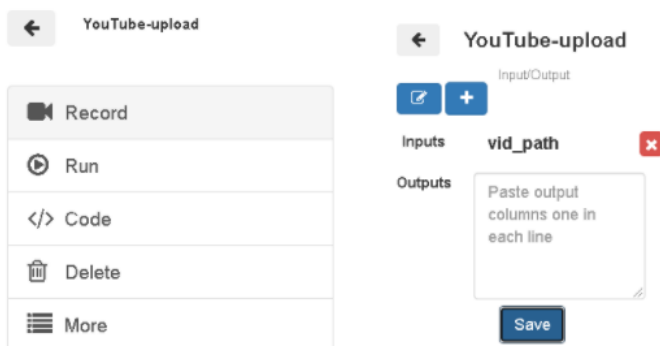 YouTube-upload
Record
Run
</> Code
Delete
More
YouTube-upload
Input/Output
Inputs
vid_path
Outputs
Paste output
columns one in
each line
Save